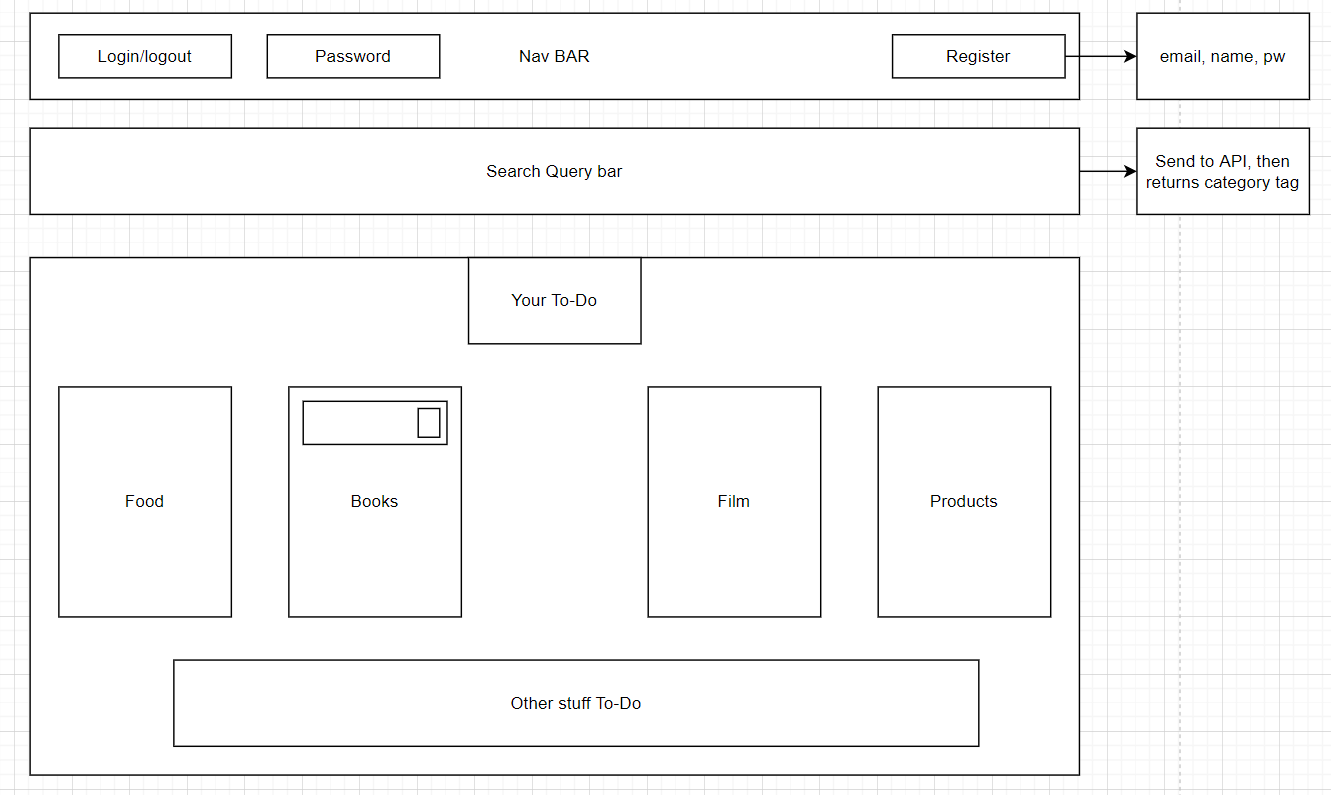 Login/logout
Password
Nav BAR
Register
email, name, pw
Search Query bar
Send to API, then
returns category tag
Your To-Do
Food
Books
Film
Products
Other stuff To-Do